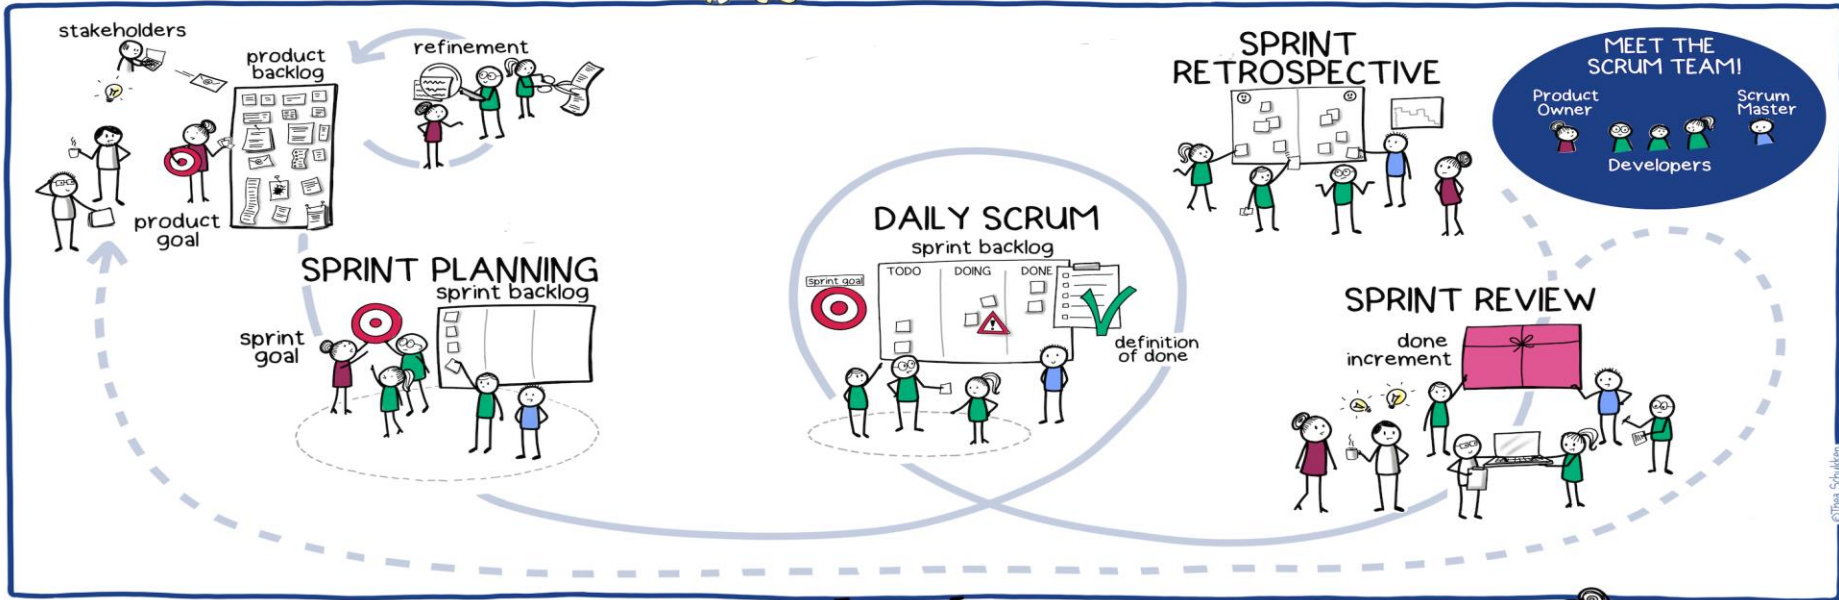 stakeholders
product
backlog
refinement
product
goal
SPRINT PLANNING
sprint backlog
sprint
goal
DAILY SCRUM
sprint backlog
sprint goal
TODO
DOING
DONE
definition
of done
SPRINT
RETROSPECTIVE
MEET THE
SCRUM TEAM!
Product
Owner
Scrum
Master
Developers
SPRINT REVIEW
done
increment